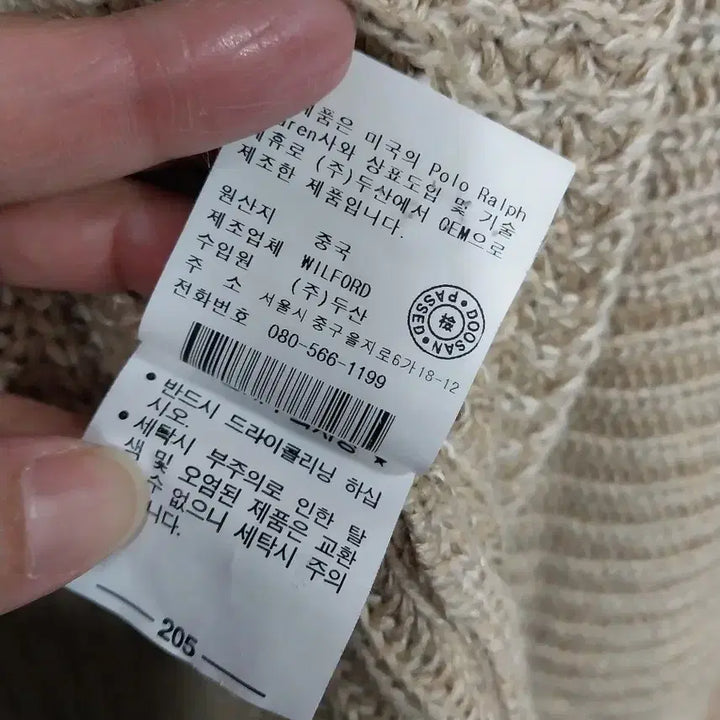 제품은 미국의 Polo Ralph
Lauren사와 상표도입 및 기술
제휴로 (주)두산에서 OEM으로
제조한 제품입니다.
원산지 중국
제조업체 WILFORD
수입원 (주)두산
주 소 서울시 중구 을지로6가18-12
전화번호 080-566-1199
DOOSAN • PASSED • 檢
• 반드시 드라이클리닝 하십
시오.
• 세탁시 부주의로 인한 탈
색 및 오염된 제품은 교환
수 없으니 세탁시 주의
니다.
205